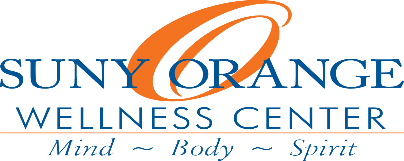 SUNY ORANGE
WELLNESS CENTER
Mind ~ Body ~ Spirit